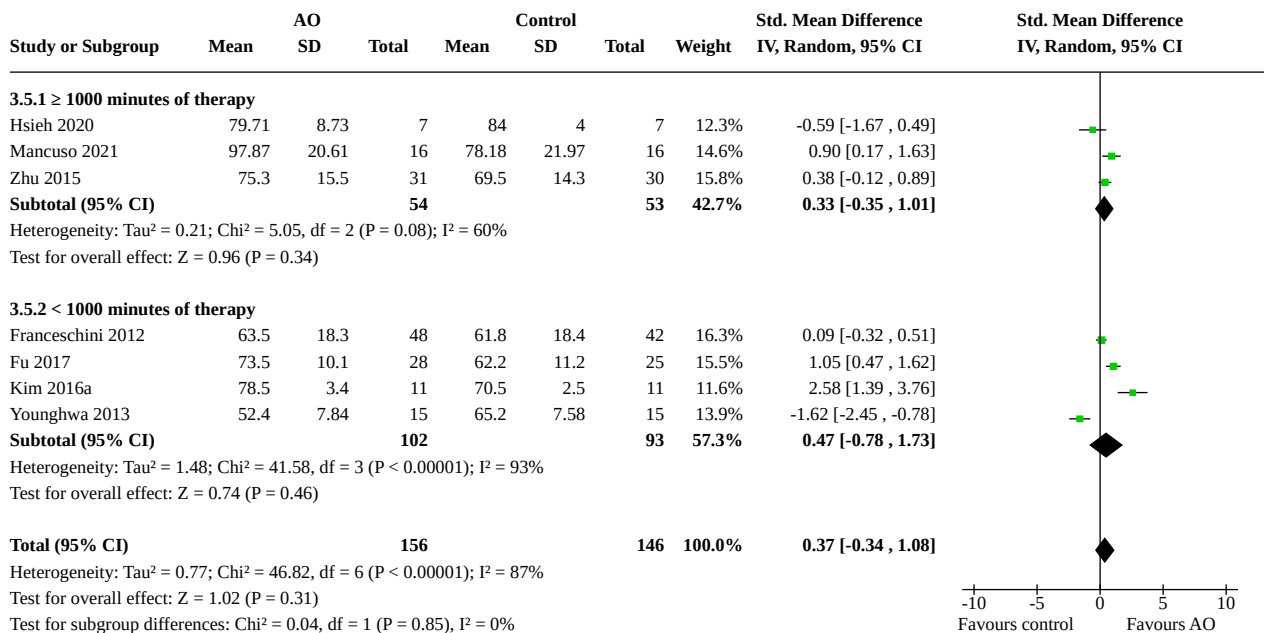 AO Control Std. Mean Difference Std. Mean Difference
Study or Subgroup Mean SD Total Mean SD Total Weight IV, Random, 95% CI IV, Random, 95% CI
3.5.1 ≥ 1000 minutes of therapy
Hsieh 2020 79.71 8.73 7 84 4 7 12.3% -0.59 [-1.67 , 0.49]
Mancuso 2021 97.87 20.61 16 78.18 21.97 16 14.6% 0.90 [0.17 , 1.63]
Zhu 2015 75.3 15.5 31 69.5 14.3 30 15.8% 0.38 [-0.12 , 0.89]
Subtotal (95% CI) 54 53 42.7% 0.33 [-0.35 , 1.01]
Heterogeneity: Tau² = 0.21; Chi² = 5.05, df = 2 (P = 0.08); I² = 60%
Test for overall effect: Z = 0.96 (P = 0.34)
3.5.2 < 1000 minutes of therapy
Franceschini 2012 63.5 18.3 48 61.8 18.4 42 16.3% 0.09 [-0.32 , 0.51]
Fu 2017 73.5 10.1 28 62.2 11.2 25 15.5% 1.05 [0.47 , 1.62]
Kim 2016a 78.5 3.4 11 70.5 2.5 11 11.6% 2.58 [1.39 , 3.76]
Younghwa 2013 52.4 7.84 15 65.2 7.58 15 13.9% -1.62 [-2.45 , -0.78]
Subtotal (95% CI) 102 93 57.3% 0.47 [-0.78 , 1.73]
Heterogeneity: Tau² = 1.48; Chi² = 41.58, df = 3 (P < 0.00001); I² = 93%
Test for overall effect: Z = 0.74 (P = 0.46)
Total (95% CI) 156 146 100.0% 0.37 [-0.34 , 1.08]
Heterogeneity: Tau² = 0.77; Chi² = 46.82, df = 6 (P < 0.00001); I² = 87%
Test for overall effect: Z = 1.02 (P = 0.31)
-10 -5 0 5 10
Test for subgroup differences: Chi² = 0.04, df = 1 (P = 0.85), I² = 0%
Favours control Favours AO